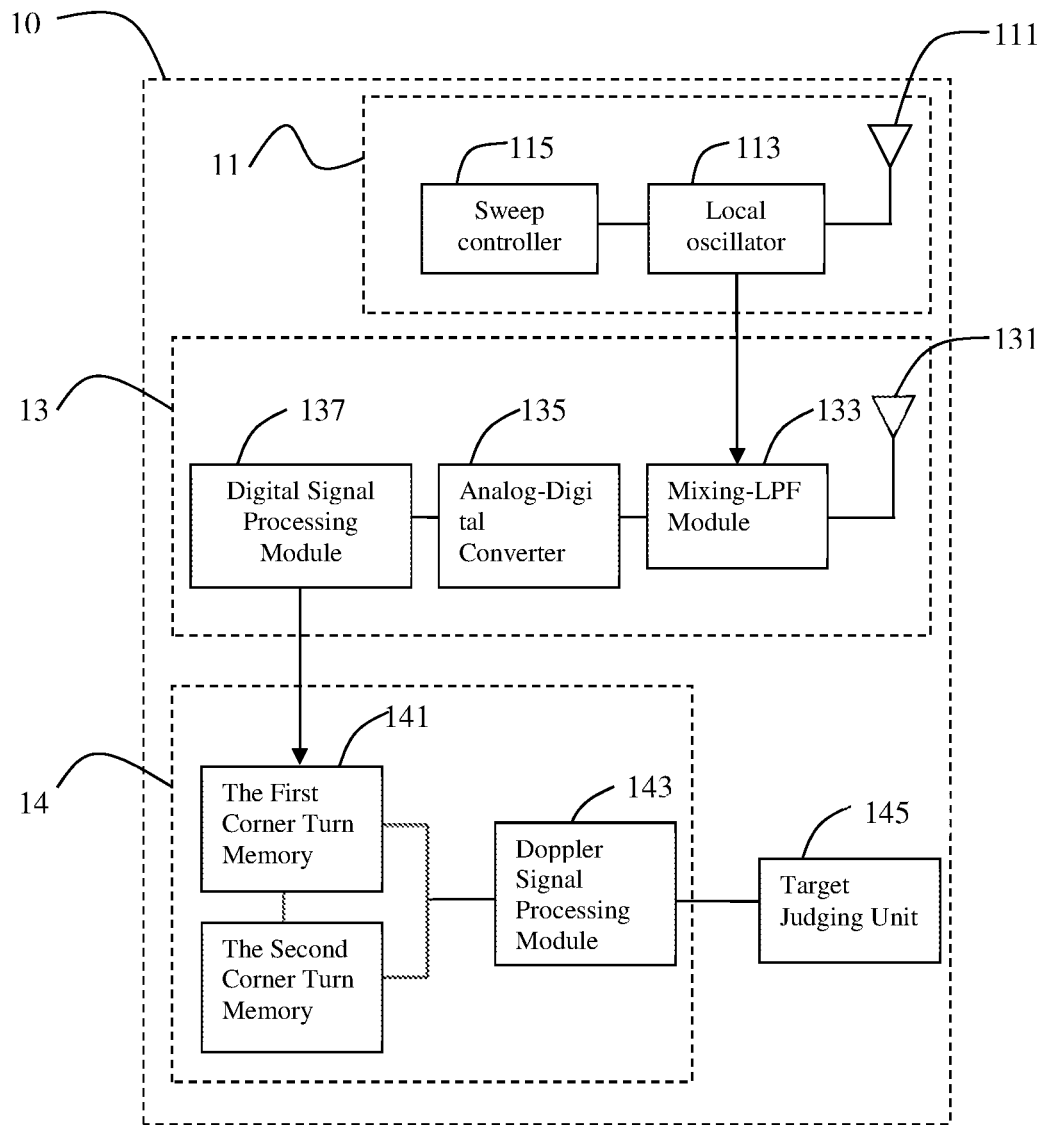 10
111
11
115
113
Sweep
controller
Local
oscillator
131
13
137
135
133
Digital Signal
Processing
Module
Analog-Digi
tal
Converter
Mixing-LPF
Module
141
14
The First
Corner Turn
Memory
143
145
Doppler
Signal
Processing
Module
Target
Judging Unit
The Second
Corner Turn
Memory